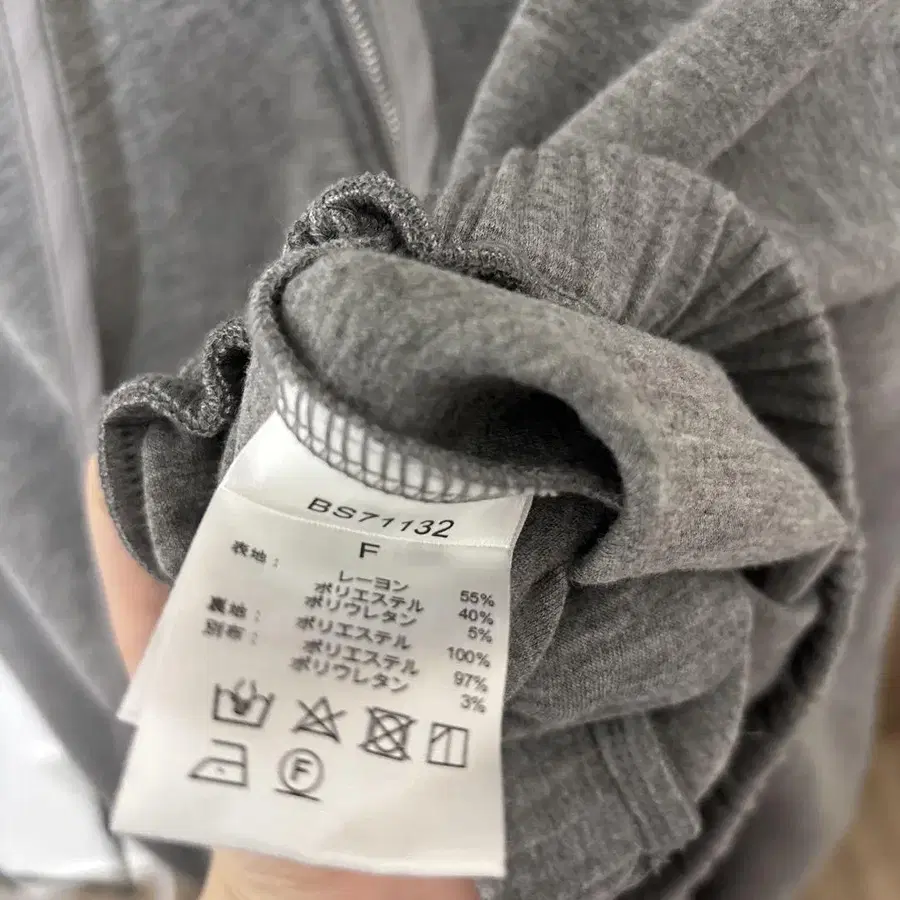 BS71132
F
表地： レーヨン 55%
ポリエステル 40%
ポリウレタン 5%
裏地： ポリエステル 100%
別布： ポリエステル 97%
ポリウレタン 3%
F